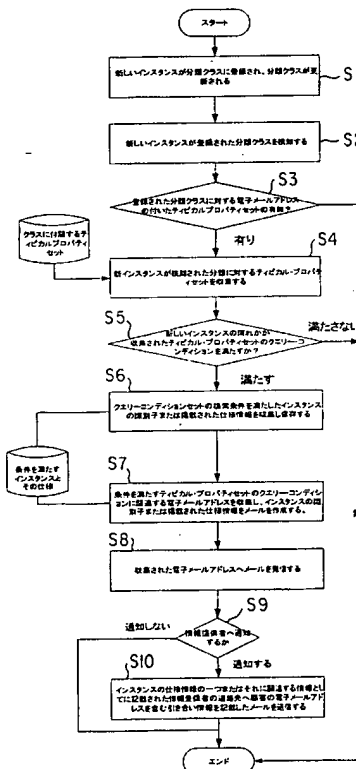 スタート
新しいインスタンスが分類クラスに登録され、分類クラスが更
新される
S
新しいインスタンスが登録された分類クラスを検知する
S2
S3
登録された分類クラスに対する電子メールアドレス
の付いたティピカルプロパティセットの有無?
有り
S4
クラスに付随するティ
ピカルプロパティ
セット
新インスタンスが検知された分類に対するティピカル・プロパ
ティセットを収集する
S5
新しいインスタンスの何れかが
収集されたティピカル・プロパティセットのクエリーコ
ンディションを満たすか?
満たさない
満たす
S6
クエリーコンディションセットの検索条件を満たしたインスタンス
の識別子または掲載された仕様情報を収集し保存する
条件を満たす
インスタンスと
その仕様
S7
条件を満たすティピカル・プロパティセットのクエリーコンディ
ションに関連する電子メールアドレスを収集し、インスタンスの識
別子または掲載された仕様情報をメールを作成する。
S8
収集された電子メールアドレスへメールを発信する
S9
通知しない
情報提供者へ通知
するか
通知する
S10
インスタンスの仕様情報の一つまたはそれに関連する情報とし
てに記載された情報登録者の連絡先へ顧客の電子メールアド
レスを含む引き合い情報を記載したメールを送信する
エンド